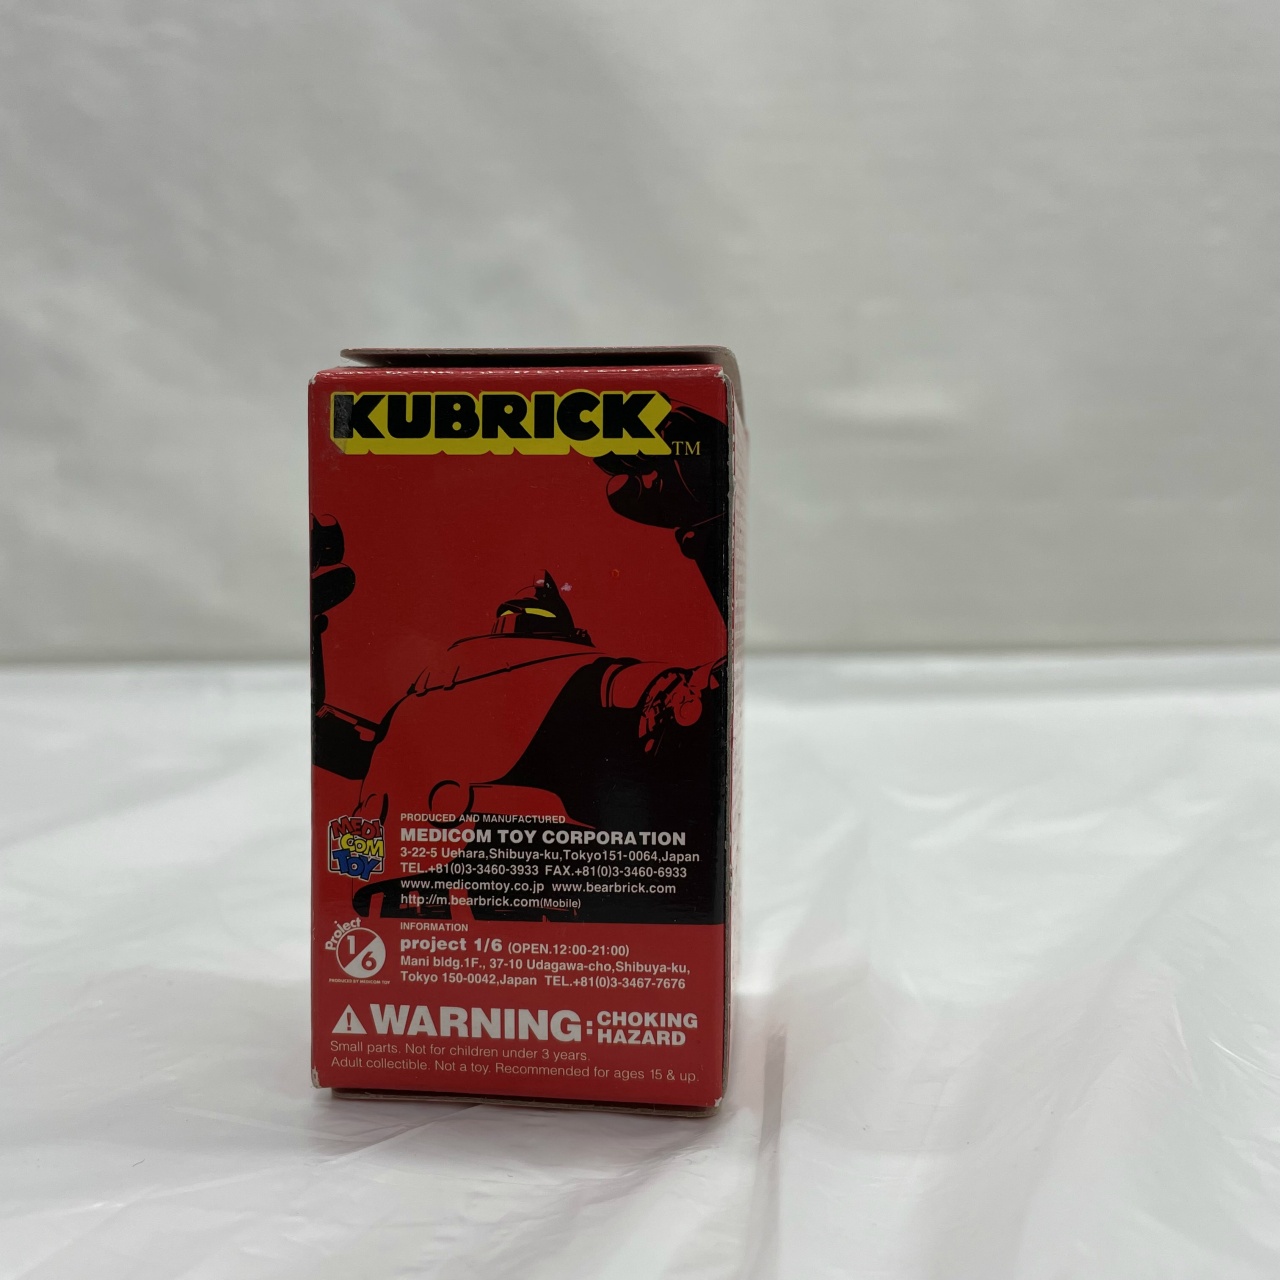 KUBRICK TM
MEDI COM TOY
PRODUCED AND MANUFACTURED
MEDICOM TOY CORPORATION
3-22-5 Uehara,Shibuya-ku,Tokyo151-0064,Japan
TEL.+81(0)3-3460-3933 FAX.+81(0)3-3460-6933
www.medicomtoy.co.jp www.bearbrick.com
http://m.bearbrick.com(Mobile)
Project 1/6
PRODUCED BY MEDICOM TOY
INFORMATION
project 1/6 (OPEN.12:00-21:00)
Mani bldg.1F., 37-10 Udagawa-cho,Shibuya-ku,
Tokyo 150-0042,Japan TEL.+81(0)3-3467-7676
WARNING: CHOKING HAZARD
Small parts. Not for children under 3 years.
Adult collectible. Not a toy. Recommended for ages 15 & up.